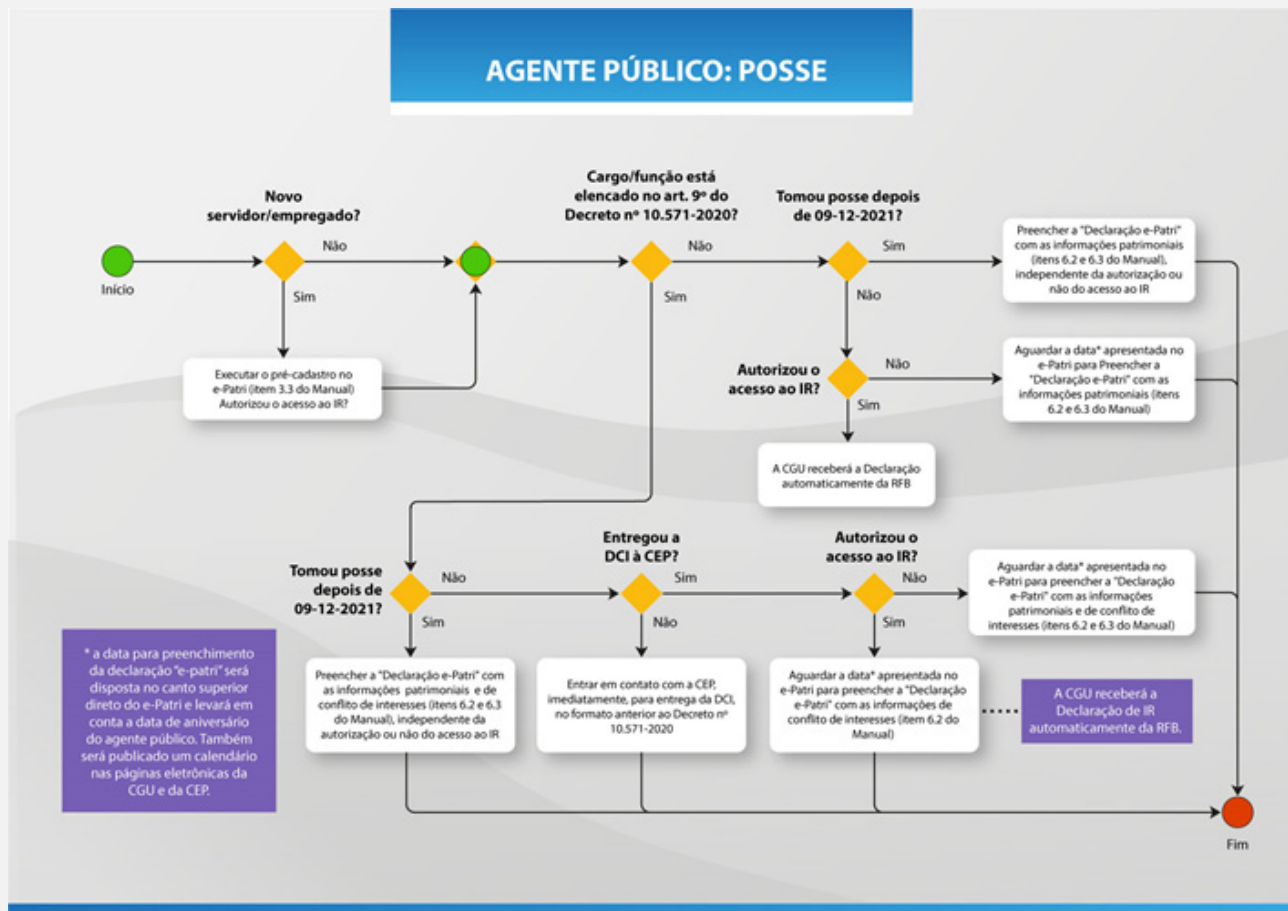 AGENTE PÚBLICO: POSSE
Novo
servidor/empregado?
Cargo/função está
elencado no art. 9º do
Decreto nº 10.571-2020?
Tomou posse depois
de 09-12-2021?
Início
Não
Sim
Não
Sim
Sim
Não
Preencher a "Declaração e-Patri"
com as informações patrimoniais
(itens 6.2 e 6.3 do Manual),
independente da autorização ou
não do acesso ao IR
Executar o pré-cadastro no
e-Patri (item 3.3 do Manual)
Autorizou o acesso ao IR?
Autorizou o
acesso ao IR?
Não
Sim
Aguardar a data* apresentada no
e-Patri para Preencher a
"Declaração e-Patri" com as
informações patrimoniais (itens
6.2 e 6.3 do Manual)
A CGU receberá a Declaração
automaticamente da RFB
Tomou posse
depois de
09-12-2021?
Não
Sim
Entregou a
DCI à CEP?
Sim
Não
Autorizou o
acesso ao IR?
Não
Sim
Aguardar a data* apresentada no
e-Patri para preencher a "Declaração
e-Patri" com as informações
patrimoniais e de conflito de
interesses (itens 6.2 e 6.3 do Manual)
* a data para preenchimento
da declaração "e-patri" será
disposta no canto superior
direto do e-Patri e levará em
conta a data de aniversário
do agente público. Também
será publicado um calendário
nas páginas eletrônicas da
CGU e da CEP.
Preencher a "Declaração e-Patri" com
as informações patrimoniais e de
conflito de interesses (itens 6.2 e 6.3
do Manual), independente da
autorização ou não do acesso ao IR
Entrar em contato com a CEP,
imediatamente, para entrega da DCI,
no formato anterior ao Decreto nº
10.571-2020
Aguardar a data* apresentada no
e-Patri para preencher a "Declaração
e-Patri" com as informações de
conflito de interesses (item 6.2 do
Manual)
A CGU receberá a
Declaração de IR
automaticamente da RFB.
Fim